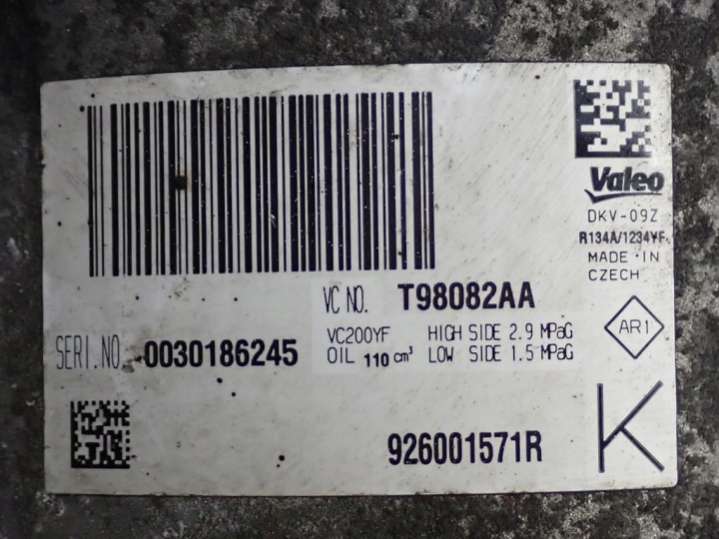 Valeo
DKV-09Z
R134A/1234YF
MADE IN
CZECH
VC NO. T98082AA
SERI.NO. 0030186245
VC200YF HIGH SIDE 2.9 MPaG
OIL 110 cm³ LOW SIDE 1.5 MPaG
AR1
926001571R
K